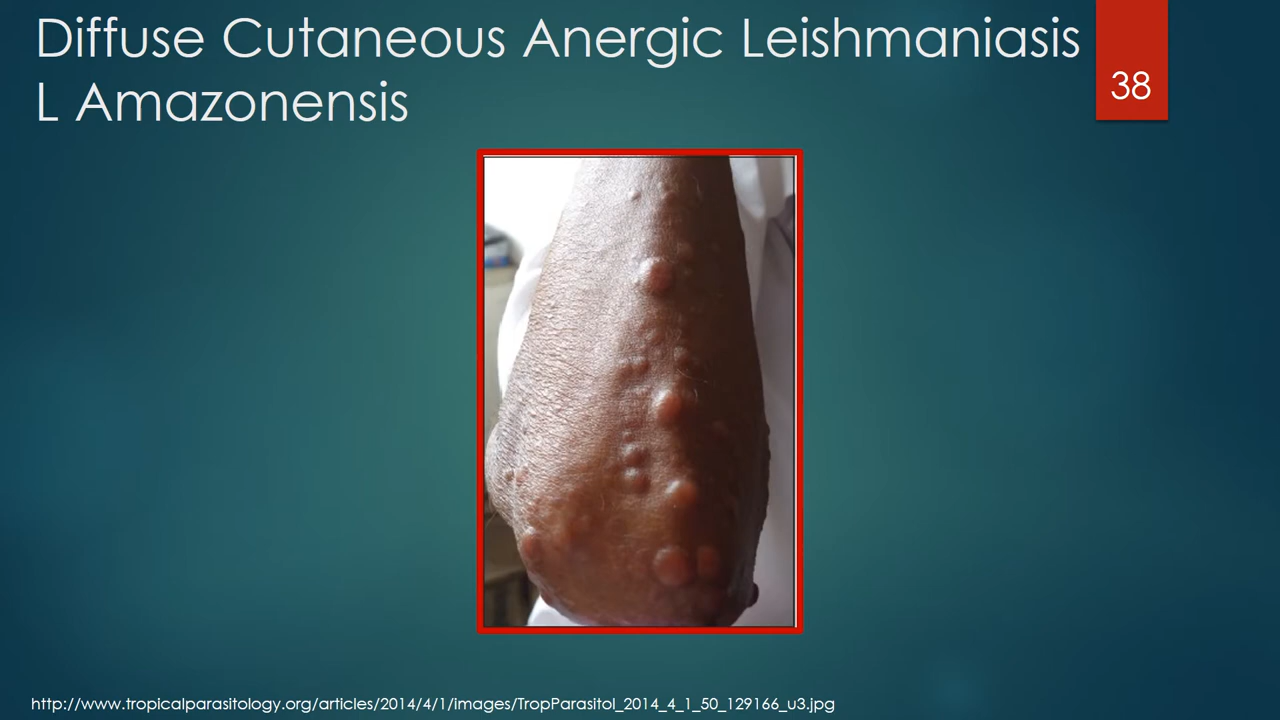 Diffuse Cutaneous Anergic Leishmaniasis
L Amazonensis
38
http://www.tropicalparasitology.org/articles/2014/4/1/images/TropParasitol_2014_4_1_50_129166_u3.jpg